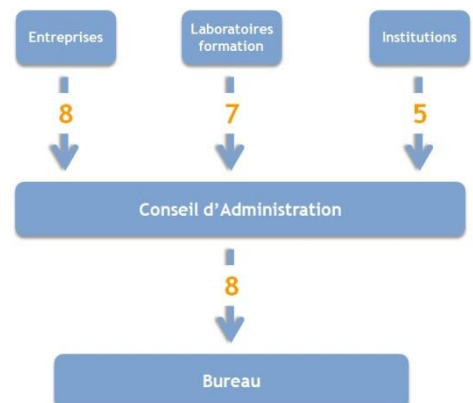 Entreprises
Laboratoires
formation
Institutions
8
7
5
Conseil d'Administration
8
Bureau